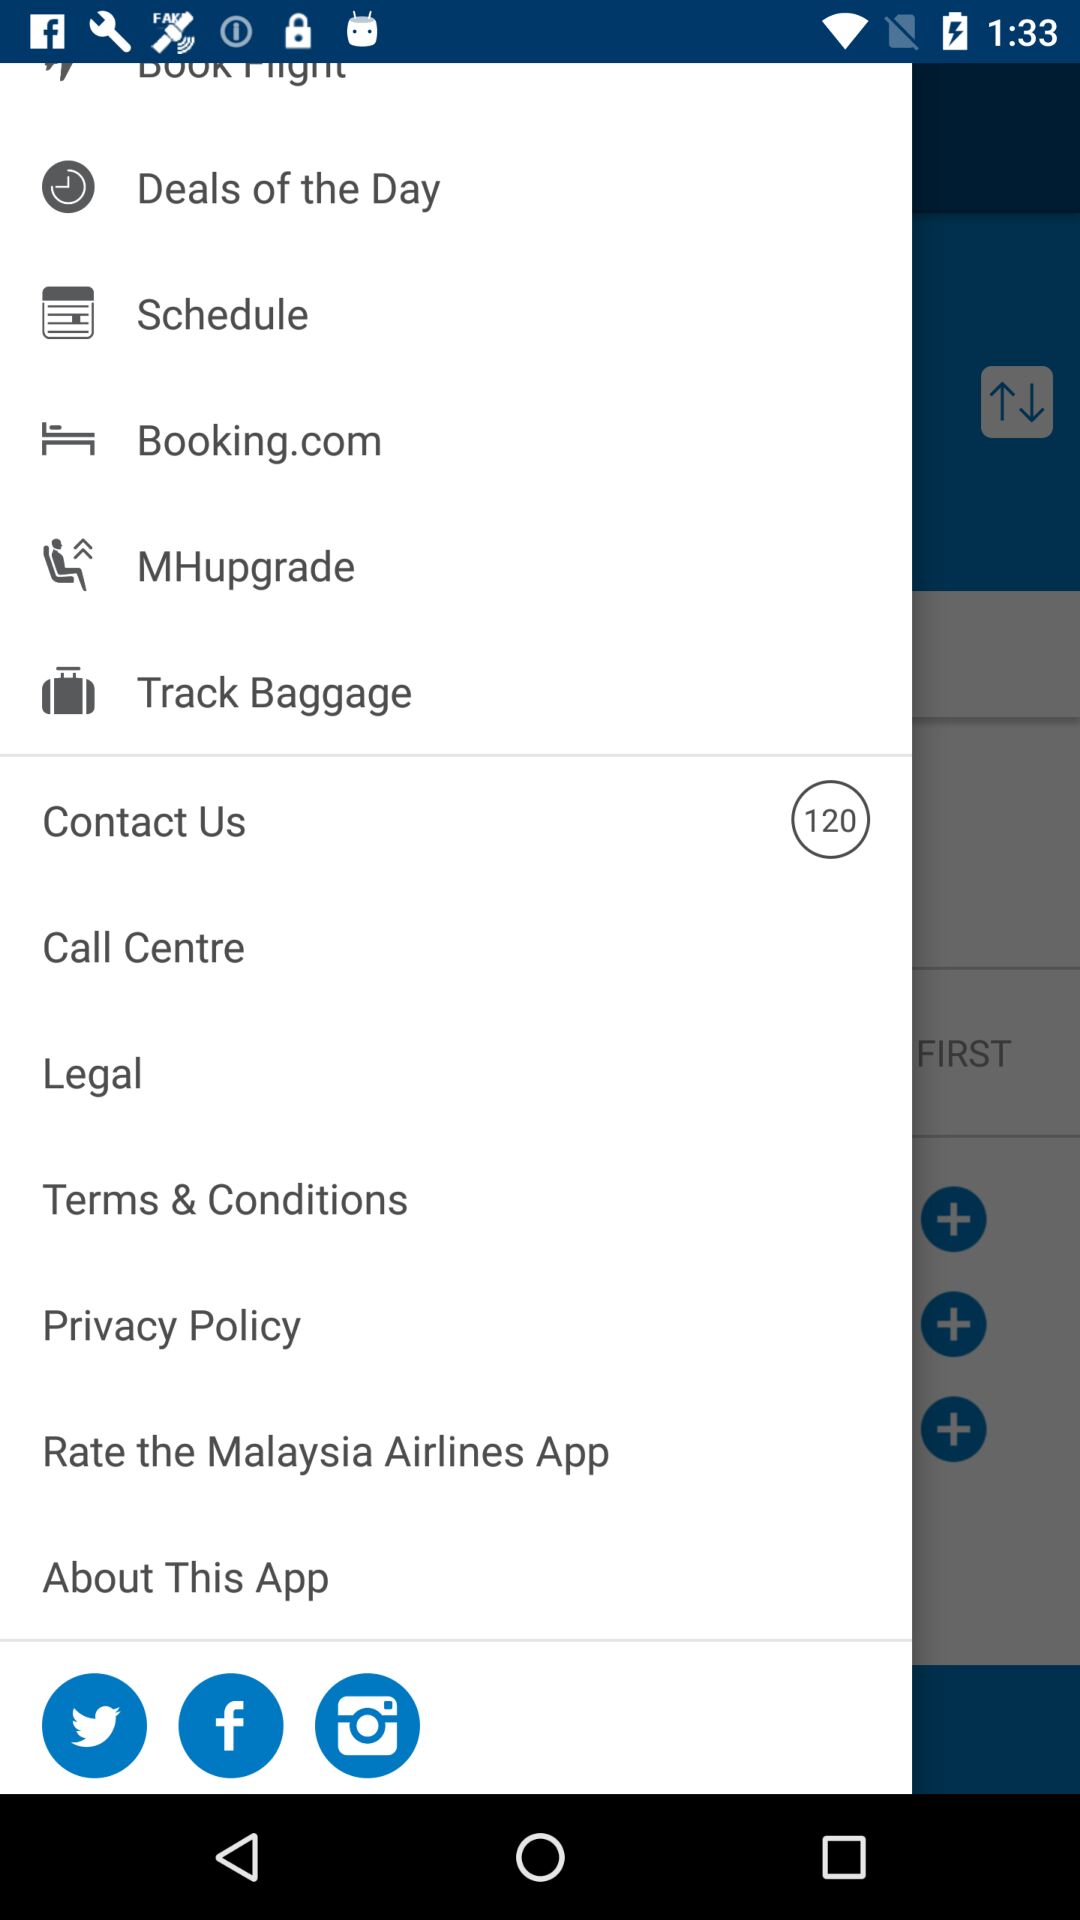 FAKE
1:33
Book Flight
Deals of the Day
Schedule
Booking.com
MHupgrade
Track Baggage
Contact Us
120
Call Centre
Legal
FIRST
Terms & Conditions
Privacy Policy
Rate the Malaysia Airlines App
About This App